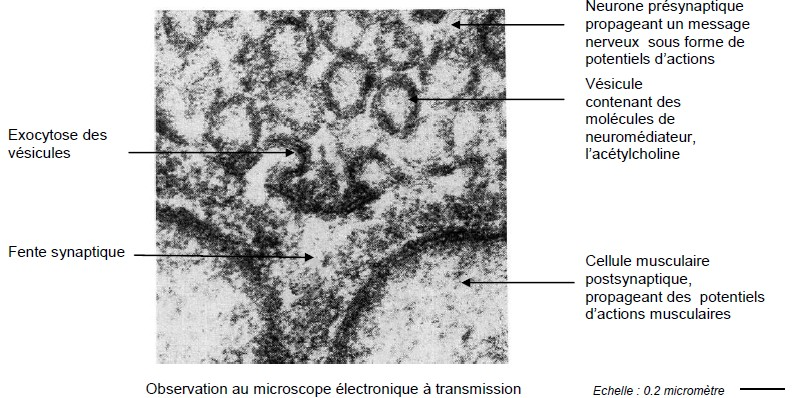 Neurone présynaptique
propageant un message
nerveux sous forme de
potentiels d'actions
Vésicule
contenant des
molécules de
neuromédiateur,
l'acétylcholine
Exocytose des
vésicules
Fente synaptique
Cellule musculaire
postsynaptique,
propageant des potentiels
d'actions musculaires
Observation au microscope électronique à transmission
Echelle : 0.2 micromètre